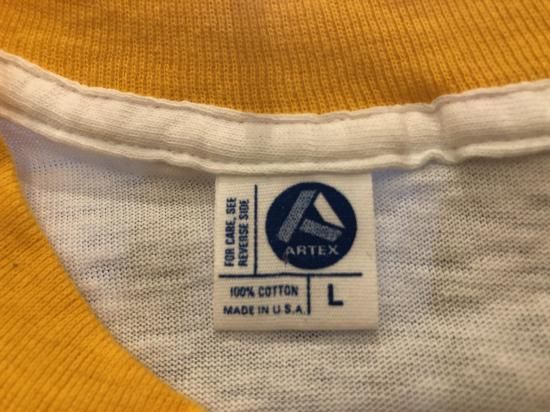 FOR CARE, SEE
REVERSE SIDE
ARTEX
100% COTTON
MADE IN U.S.A.
L